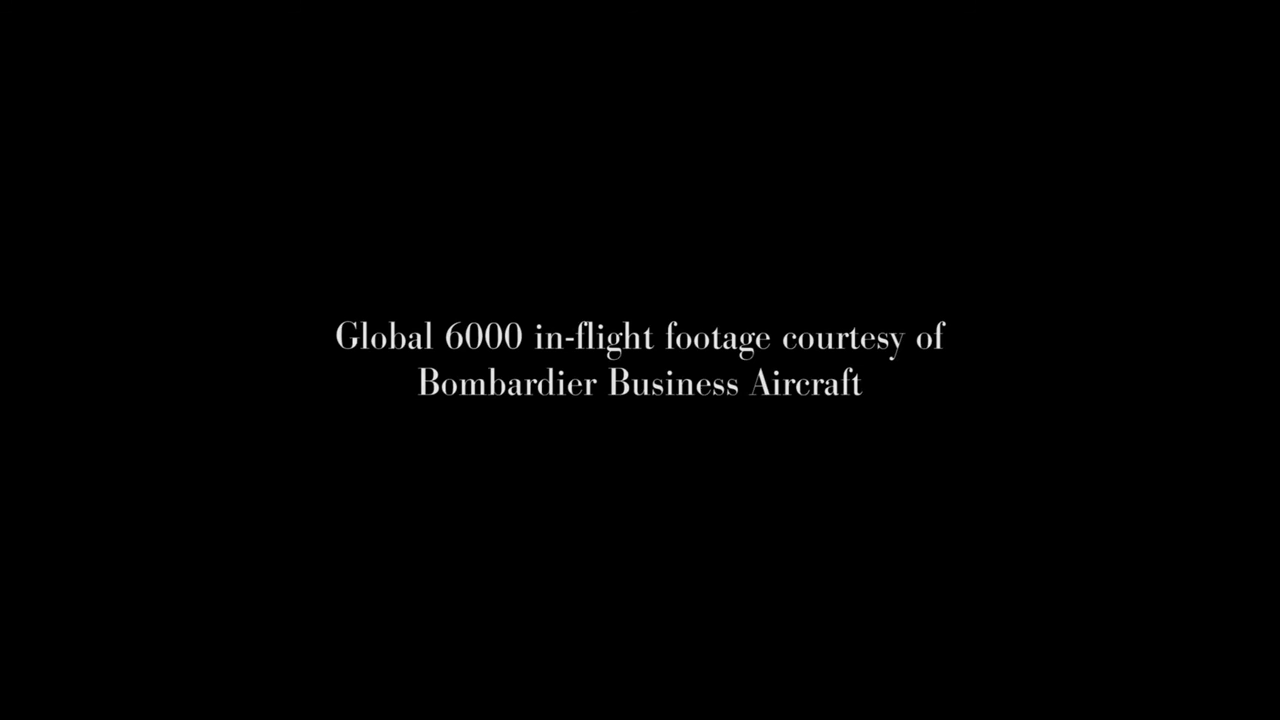 Global 6000 in-flight footage courtesy of
Bombardier Business Aircraft